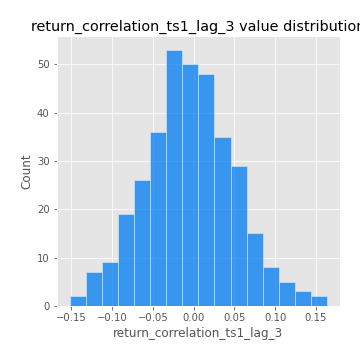 return_correlation_ts1_lag_3 value distribution
50
40
30
20
10
0
Count
−0.15 −0.10 −0.05 0.00 0.05 0.10 0.15
return_correlation_ts1_lag_3